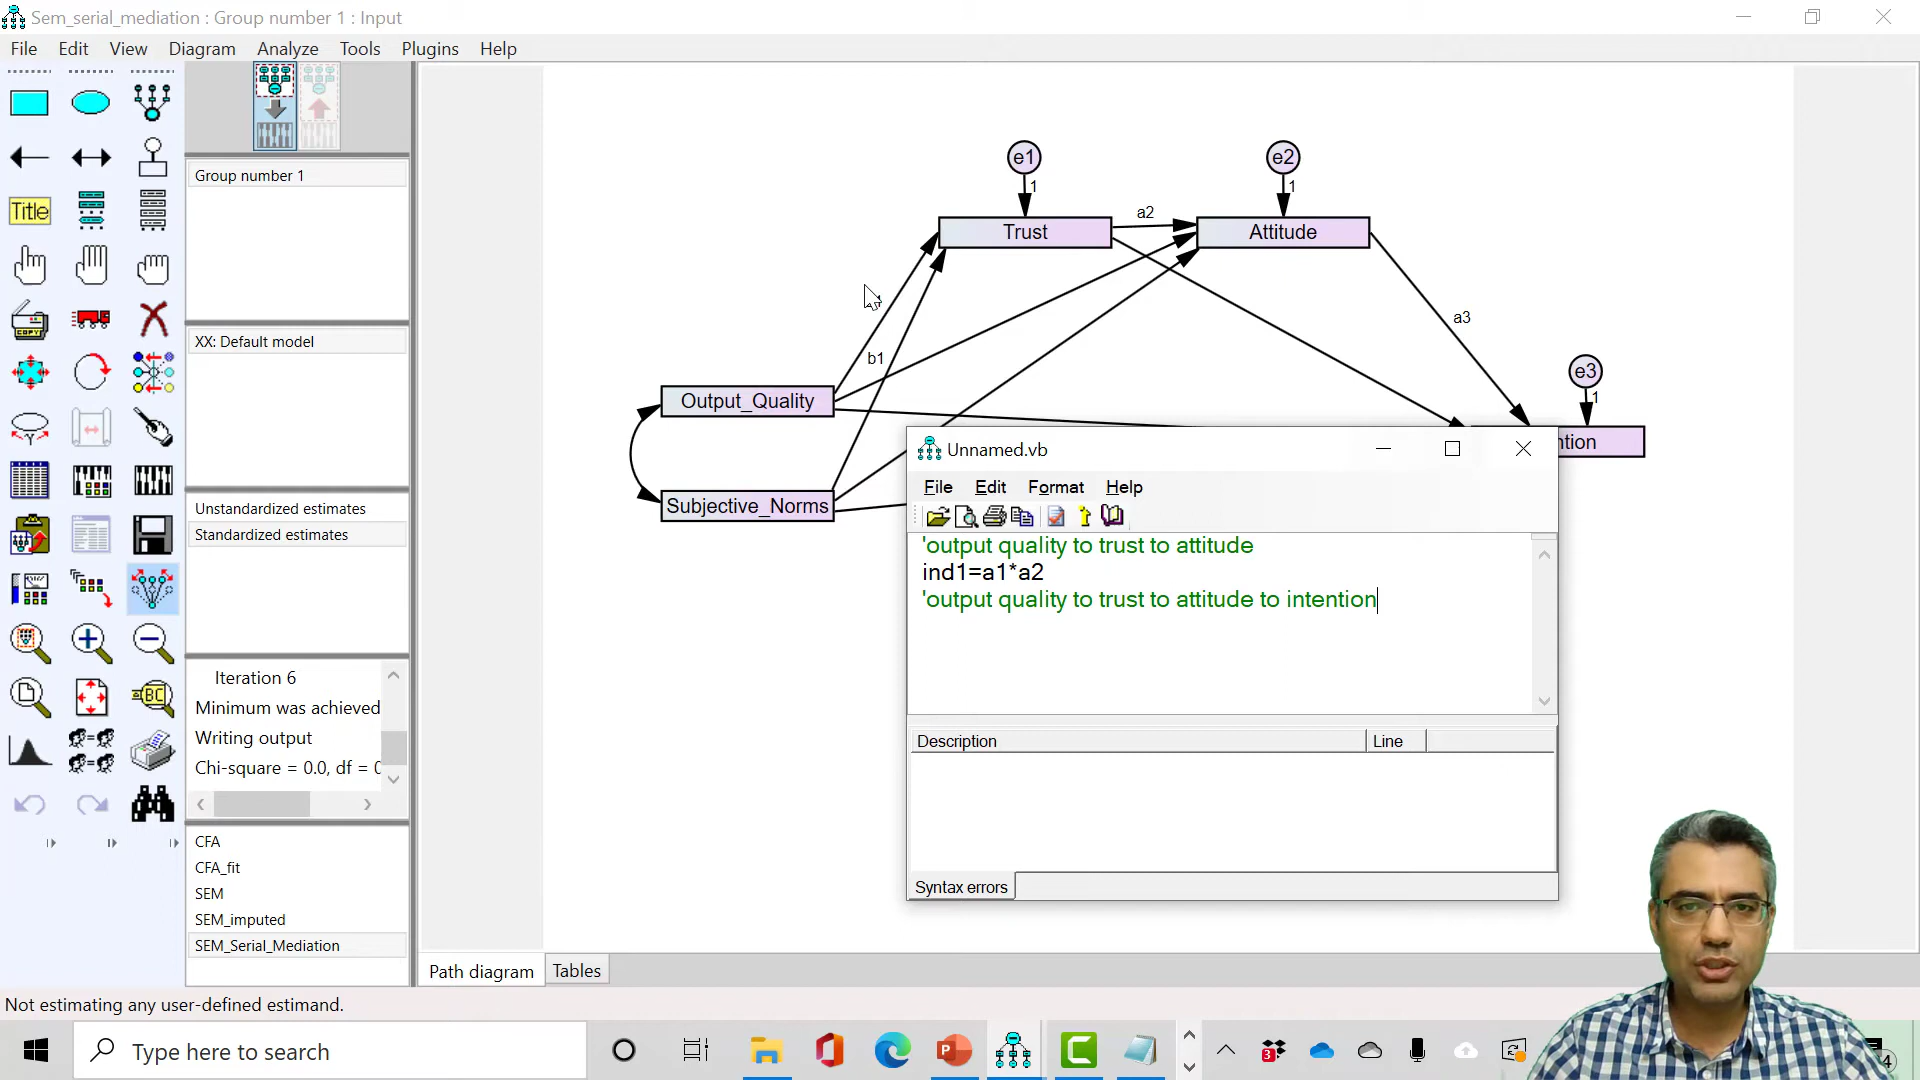 Sem_serial_mediation : Group number 1 : Input
File Edit View Diagram Analyze Tools Plugins Help
Title
Group number 1
XX: Default model
Unstandardized estimates
Standardized estimates
Iteration 6
Minimum was achieved
Writing output
Chi-square = 0.0, df = 0
CFA
CFA_fit
SEM
SEM_imputed
SEM_Serial_Mediation
e1
1
e2
1
Trust
a2
Attitude
a3
b1
Output_Quality
Subjective_Norms
e3
1
ntion
Unnamed.vb
File Edit Format Help
'output quality to trust to attitude
ind1=a1*a2
'output quality to trust to attitude to intention
Description Line
Syntax errors
Path diagram Tables
Not estimating any user-defined estimand.
Type here to search